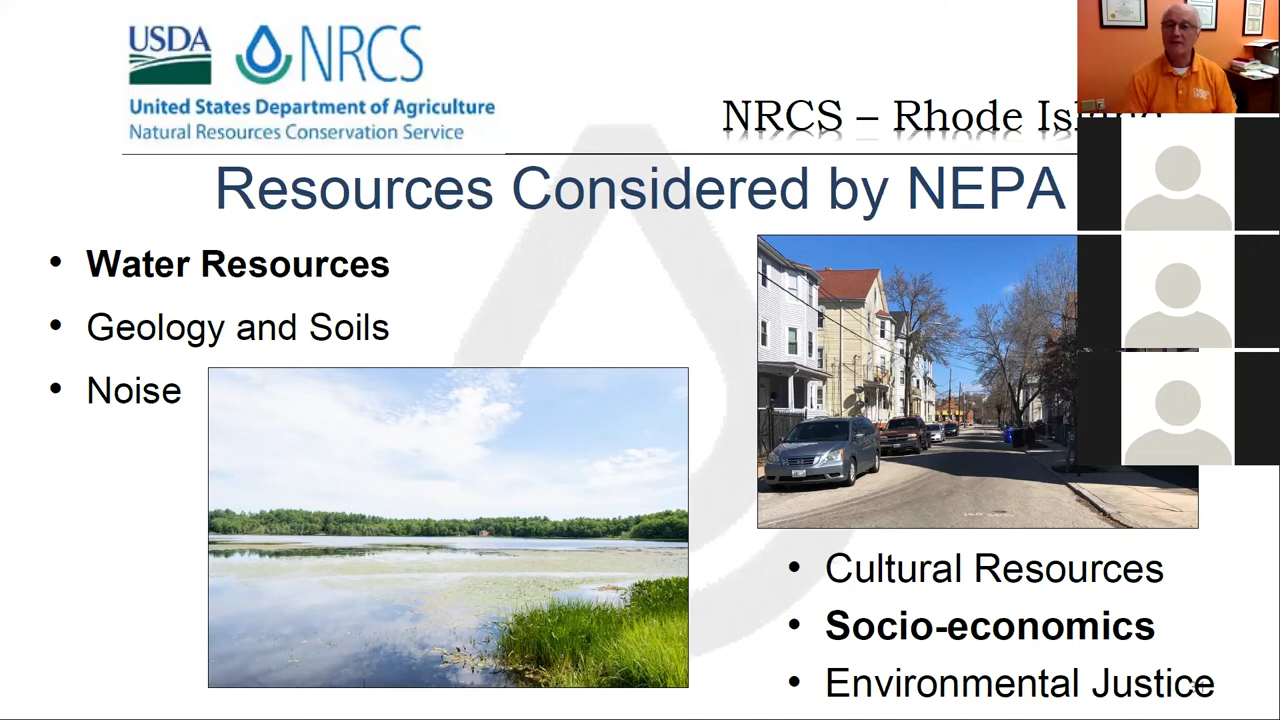 USDA NRCS
United States Department of Agriculture
Natural Resources Conservation Service
NRCS – Rhode Island
Resources Considered by NEPA
• Water Resources
• Geology and Soils
• Noise
• Cultural Resources
• Socio-economics
• Environmental Justice